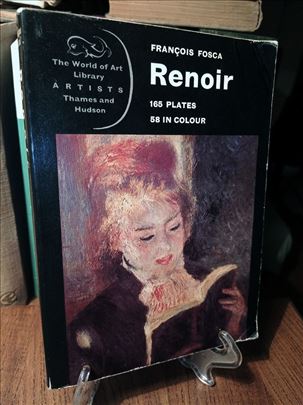 The World of Art
Library
ARTISTS
Thames and
Hudson
FRANÇOIS FOSCA
Renoir
165 PLATES
58 IN COLOUR